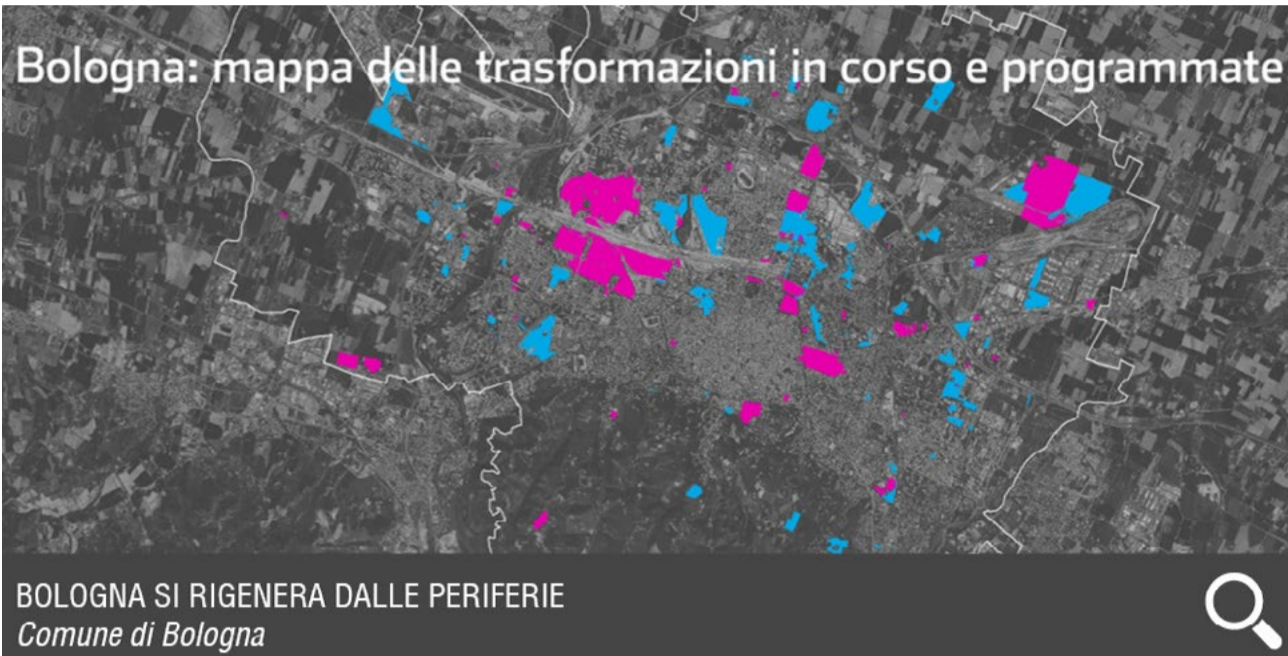 Bologna: mappa delle trasformazioni in corso e programmate
BOLOGNA SI RIGENERA DALLE PERIFERIE
Comune di Bologna